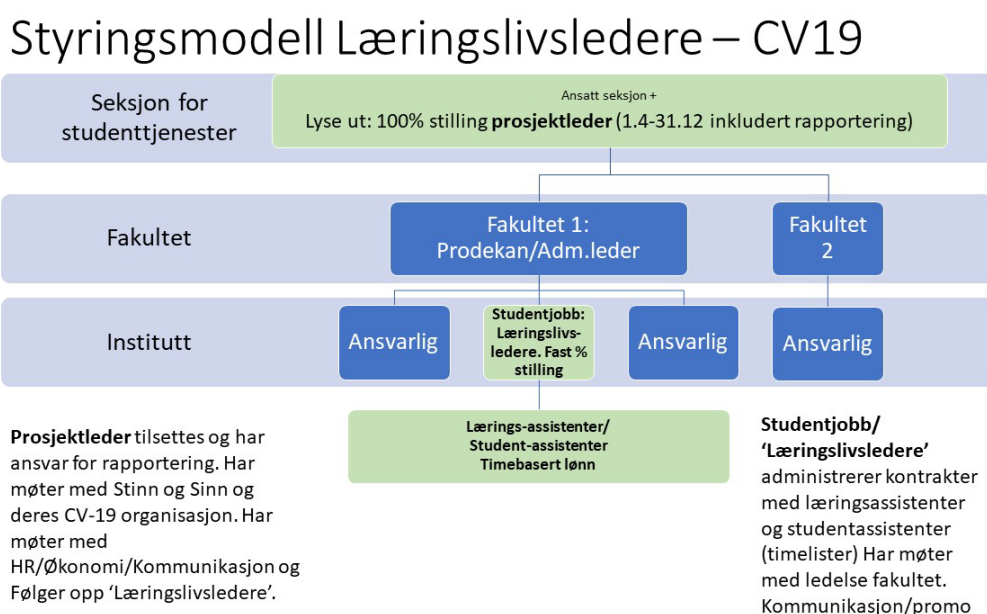 Styringsmodell Læringslivsledere – CV19
Seksjon for
studenttjenester
Ansatt seksjon +
Lyse ut: 100% stilling prosjektleder (1.4-31.12 inkludert rapportering)
Fakultet
Fakultet 1:
Prodekan/Adm.leder
Fakultet
2
Institutt
Ansvarlig
Studentjobb:
Læringslivs-
ledere. Fast %
stilling
Ansvarlig
Ansvarlig
Lærings-assistenter/
Student-assistenter
Timebasert lønn
Prosjektleder tilsettes og har
ansvar for rapportering. Har
møter med Stinn og Sinn og
deres CV-19 organisasjon. Har
møter med
HR/Økonomi/Kommunikasjon og
Følger opp ‘Læringslivsledere’.
Studentjobb/
‘Læringslivsledere’
administrerer kontrakter
med læringsassistenter
og studentassistenter
(timelister) Har møter
med ledelse fakultet.
Kommunikasjon/promo